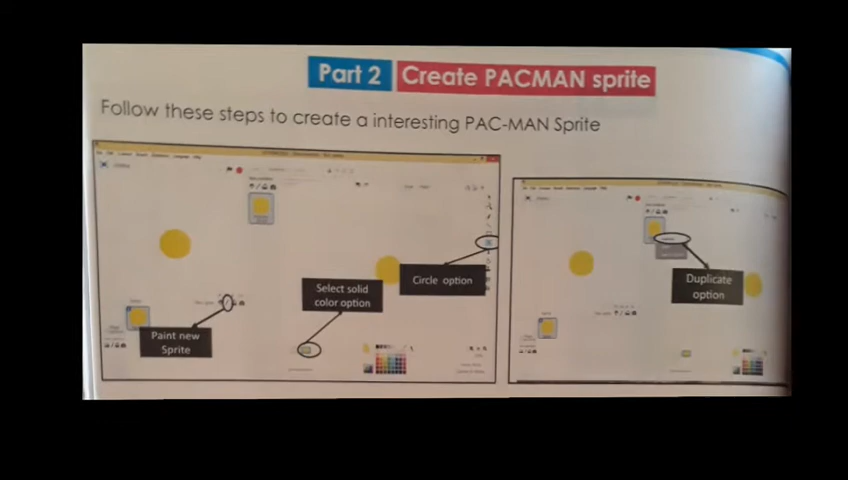 Part 2 Create PACMAN sprite
Follow these steps to create a interesting PAC-MAN Sprite
Circle option
Select solid
color option
Paint new
Sprite
Duplicate
option